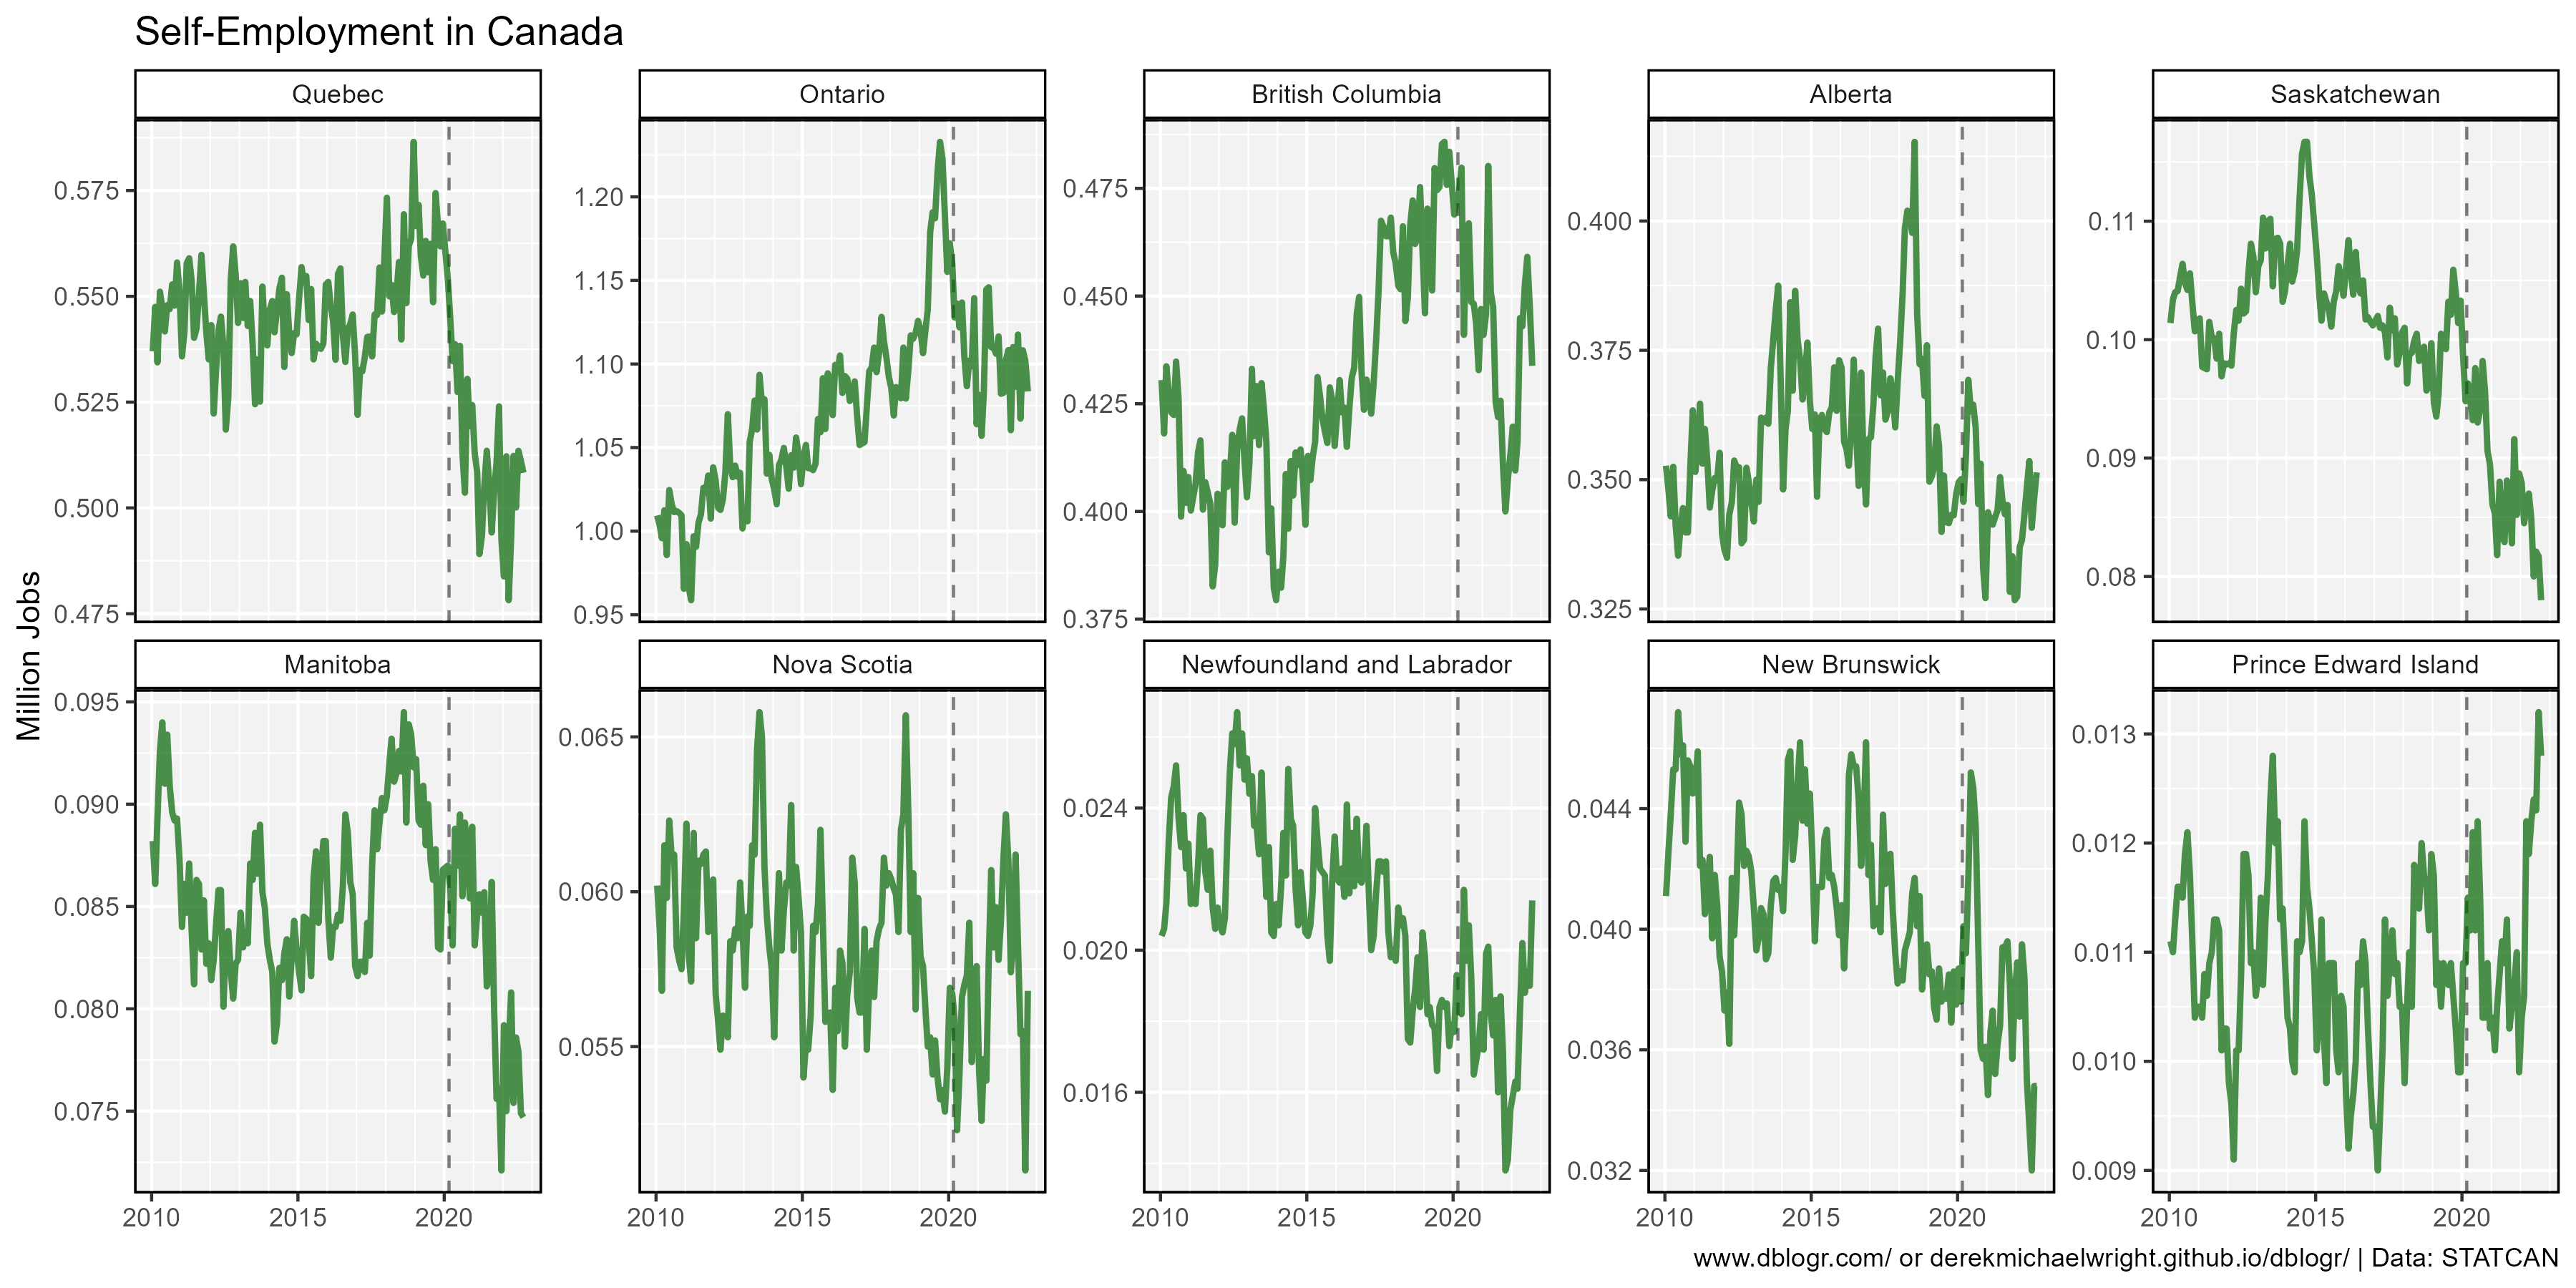 Self-Employment in Canada
Quebec
Ontario
British Columbia
Alberta
Saskatchewan
0.575
0.550
0.525
0.500
0.475
1.20
1.15
1.10
1.05
1.00
0.95
0.475
0.450
0.425
0.400
0.375
0.400
0.375
0.350
0.325
0.11
0.10
0.09
0.08
Million Jobs
Manitoba
Nova Scotia
Newfoundland and Labrador
New Brunswick
Prince Edward Island
0.095
0.090
0.085
0.080
0.075
0.065
0.060
0.055
0.024
0.020
0.016
0.044
0.040
0.036
0.032
0.013
0.012
0.011
0.010
0.009
2010 2015 2020
2010 2015 2020
2010 2015 2020
2010 2015 2020
2010 2015 2020
www.dblogr.com/ or derekmichaelwright.github.io/dblogr/ | Data: STATCAN